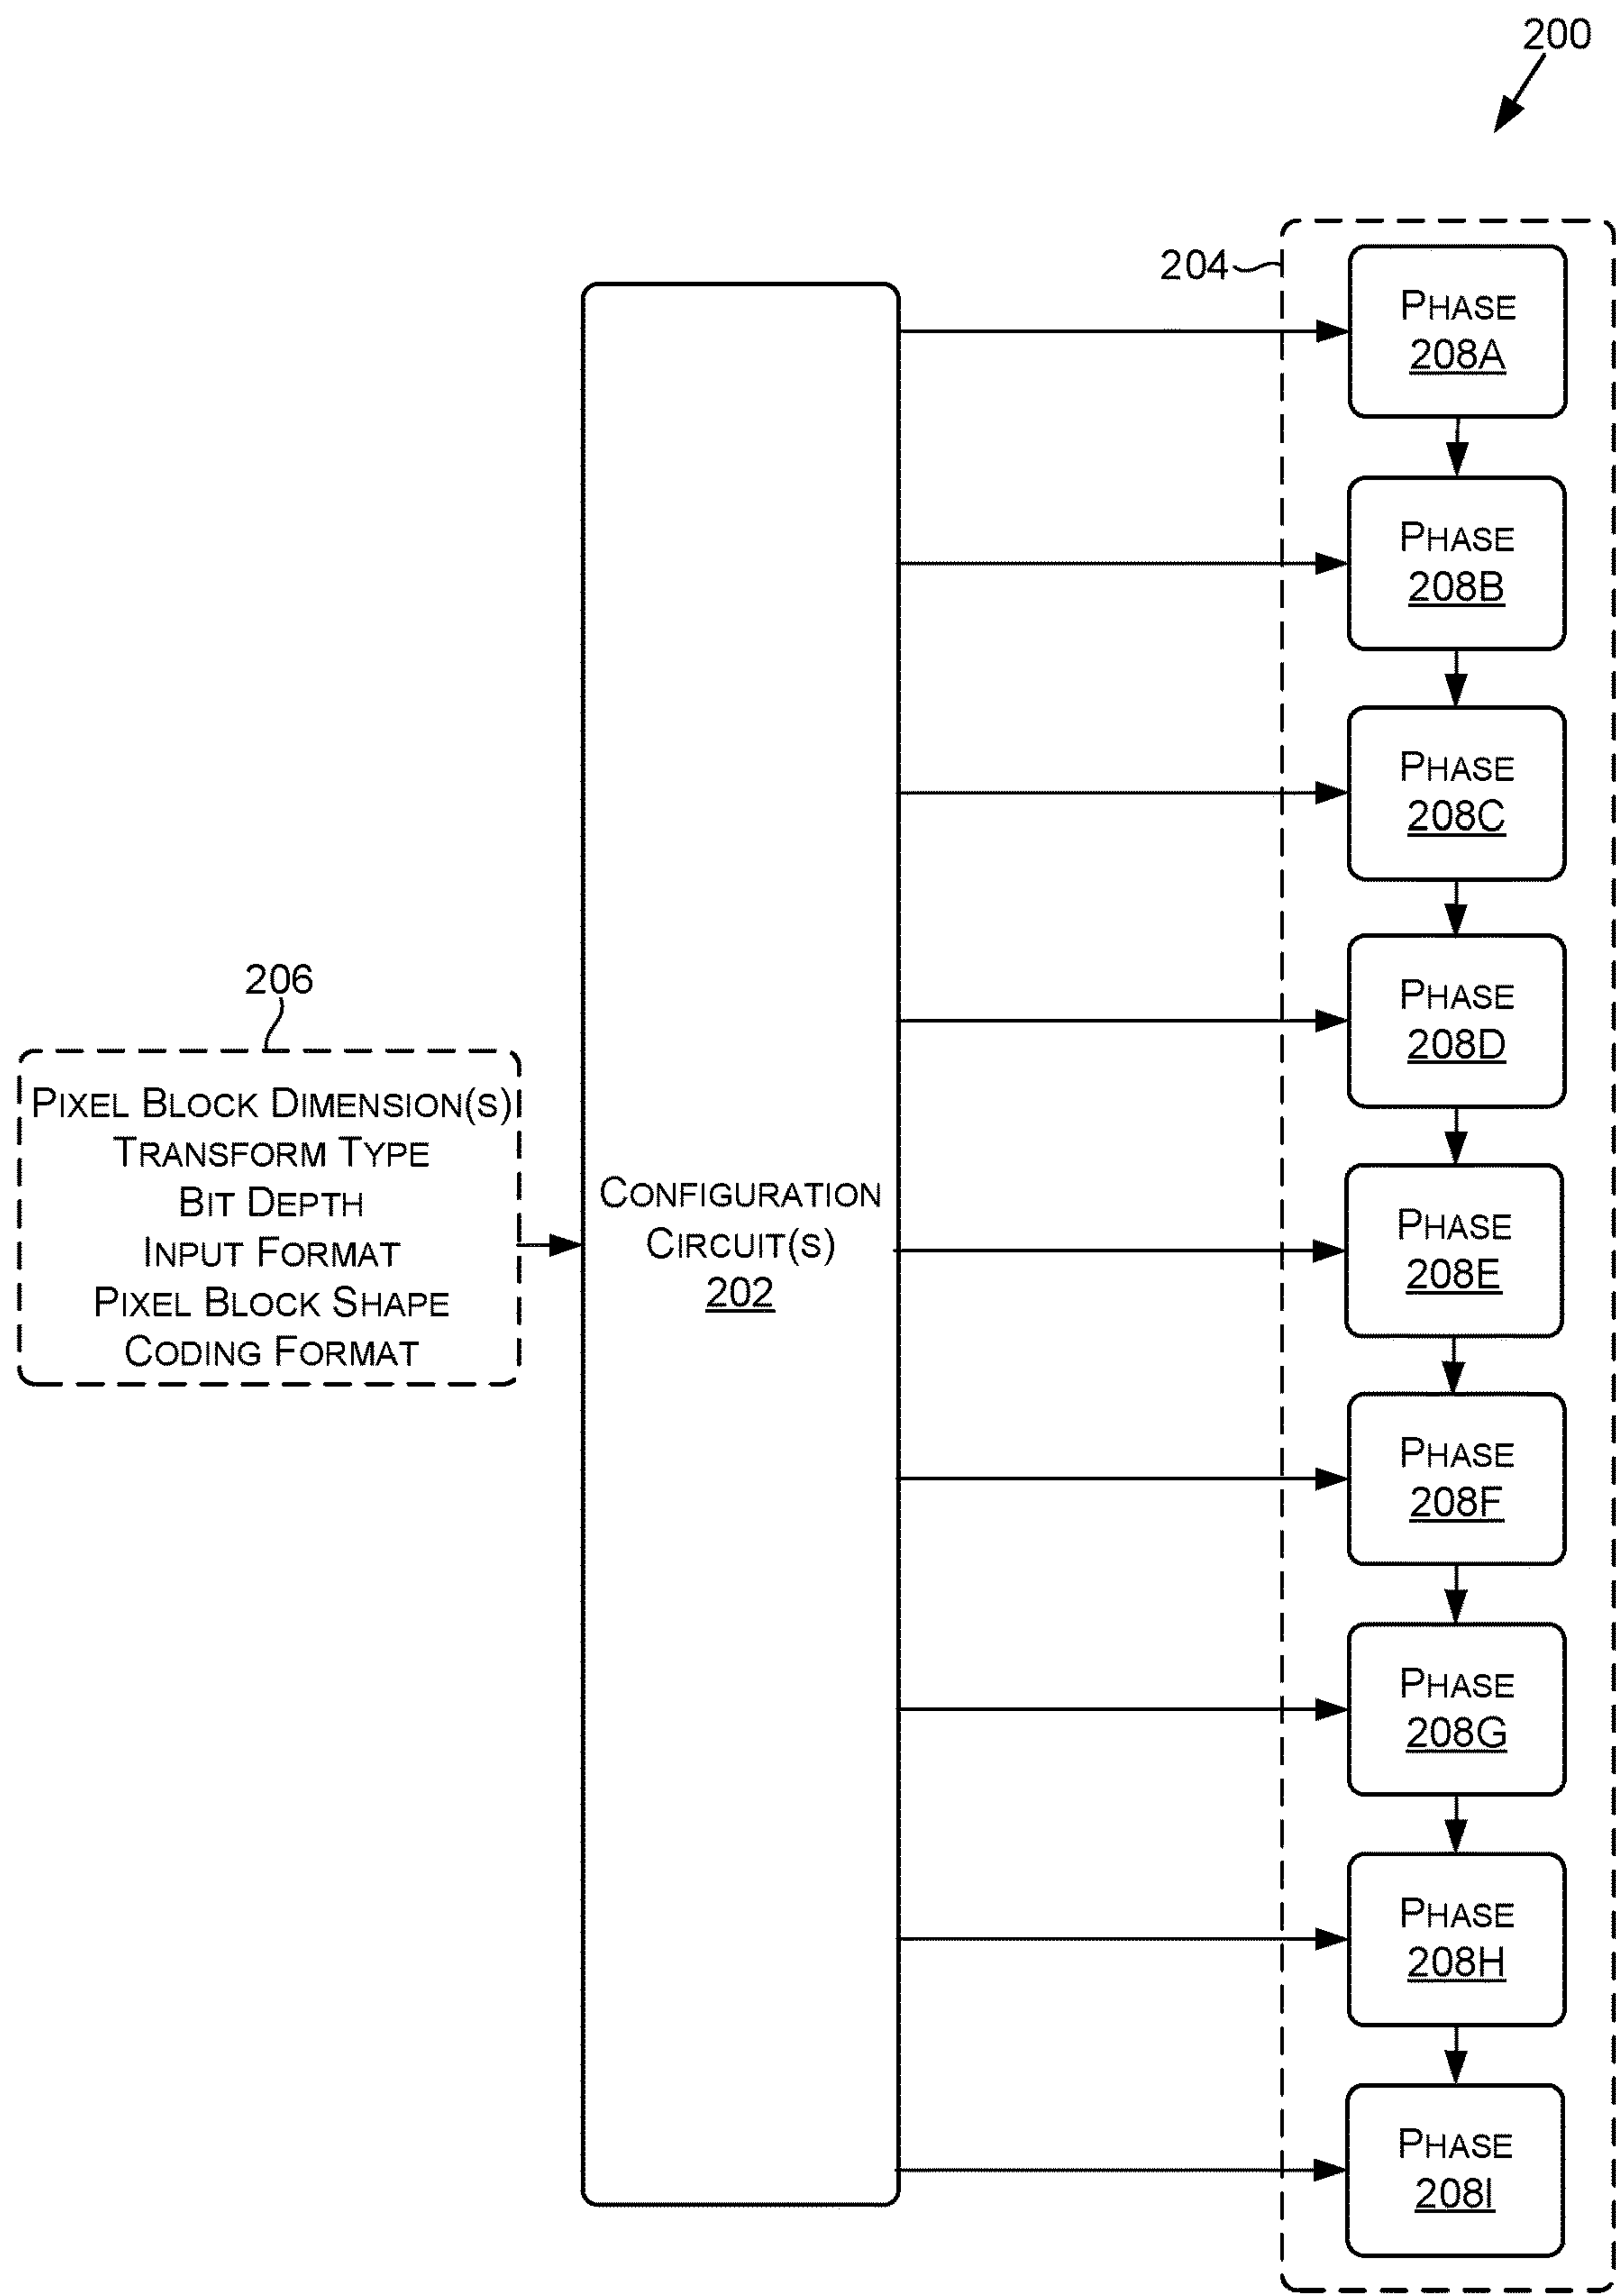 200
204
PHASE
208A
PHASE
208B
PHASE
208C
PHASE
208D
206
PIXEL BLOCK DIMENSION(S)
TRANSFORM TYPE
BIT DEPTH
INPUT FORMAT
PIXEL BLOCK SHAPE
CODING FORMAT
CONFIGURATION
CIRCUIT(S)
202
PHASE
208E
PHASE
208F
PHASE
208G
PHASE
208H
PHASE
208I